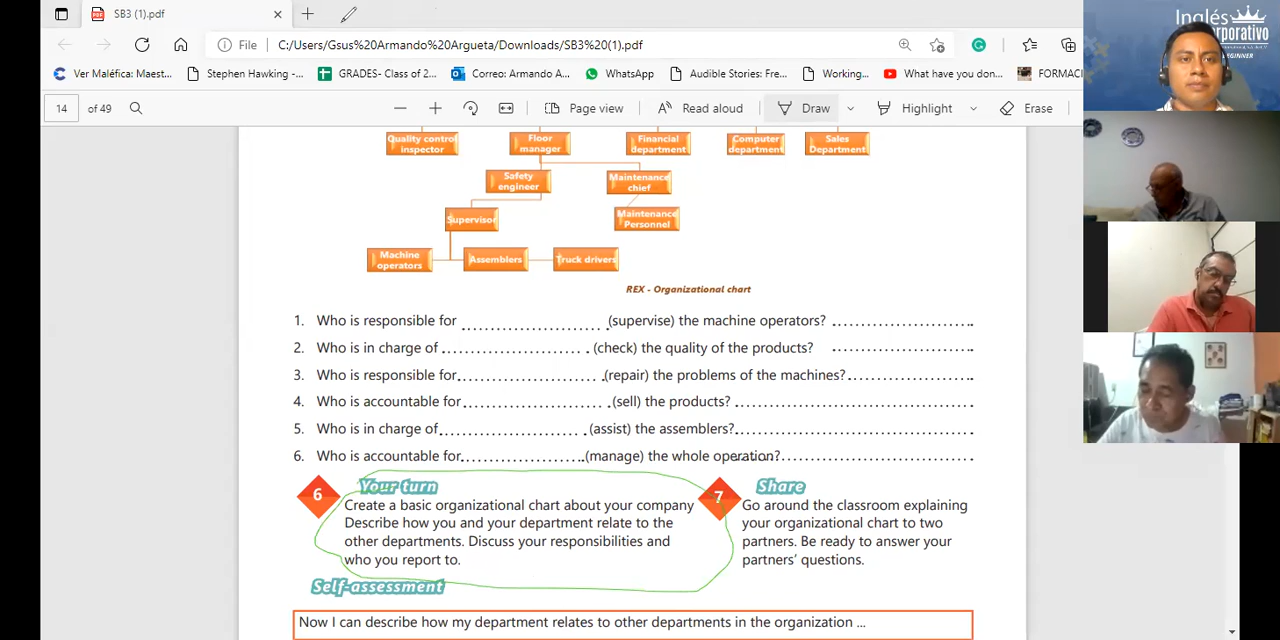 SB3 (1).pdf
File
C:/Users/Gsus%20Armando%20Argueta/Downloads/SB3%20(1).pdf
Ver Maléfica: Maest...
Stephen Hawking -...
GRADES- Class of 2...
Correo: Armando A...
WhatsApp
Audible Stories: Fre...
Working...
What have you don...
FORMACI
14 of 49
Page view
Read aloud
Draw
Highlight
Erase
Inglés
Corporativo
Quality control inspector
Floor manager
Financial department
Computer department
Sales Department
Safety engineer
Maintenance chief
Supervisor
Maintenance Personnel
Machine operators
Assemblers
Truck drivers
REX - Organizational chart
1. Who is responsible for ........................ (supervise) the machine operators? ........................
2. Who is in charge of ........................ (check) the quality of the products? ........................
3. Who is responsible for ........................ (repair) the problems of the machines? ........................
4. Who is accountable for ........................ (sell) the products? ........................
5. Who is in charge of ........................ (assist) the assemblers? ........................
6. Who is accountable for ........................ (manage) the whole operation? ........................
6
Your turn
Create a basic organizational chart about your company
Describe how you and your department relate to the
other departments. Discuss your responsibilities and
who you report to.
7
Share
Go around the classroom explaining
your organizational chart to two
partners. Be ready to answer your
partners' questions.
Self-assessment
Now I can describe how my department relates to other departments in the organization ...